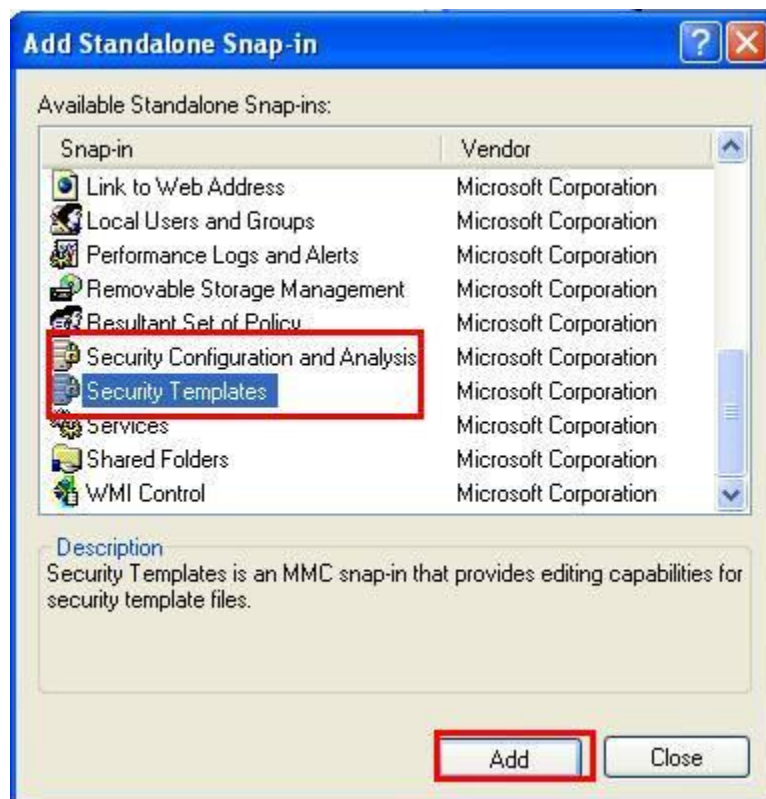 Add Standalone Snap-in
Available Standalone Snap-ins:
Snap-in Vendor
Link to Web Address Microsoft Corporation
Local Users and Groups Microsoft Corporation
Performance Logs and Alerts Microsoft Corporation
Removable Storage Management Microsoft Corporation
Resultant Set of Policy Microsoft Corporation
Security Configuration and Analysis Microsoft Corporation
Security Templates Microsoft Corporation
Services Microsoft Corporation
Shared Folders Microsoft Corporation
WMI Control Microsoft Corporation
Description
Security Templates is an MMC snap-in that provides editing capabilities for
security template files.
Add Close